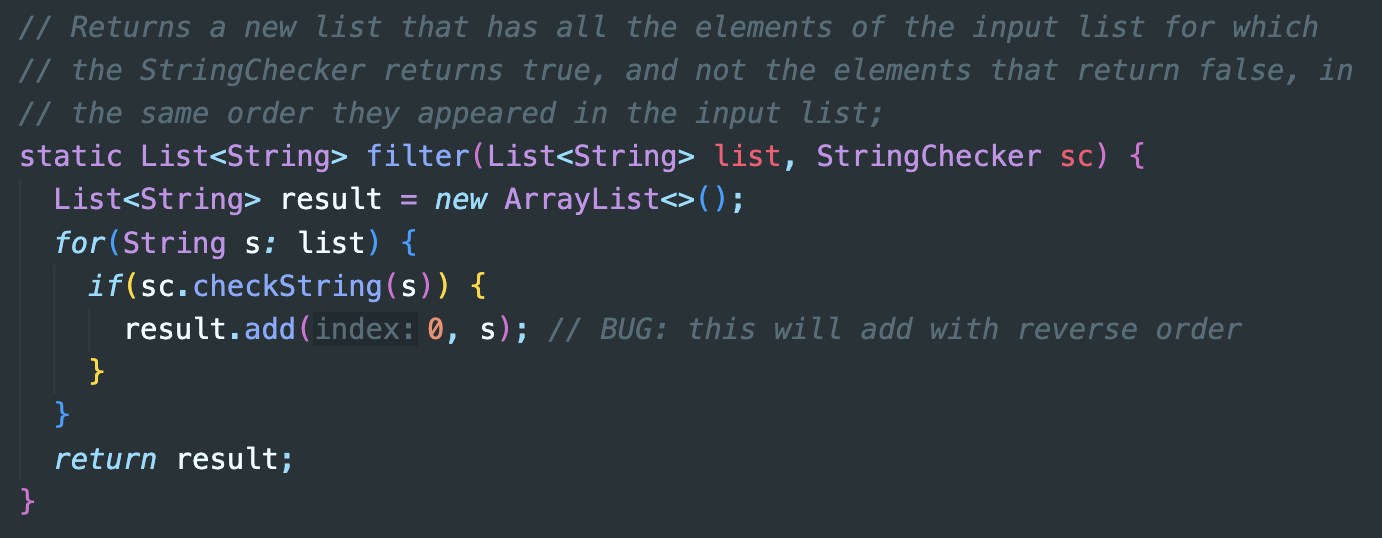 // Returns a new list that has all the elements of the input list for which
// the StringChecker returns true, and not the elements that return false, in
// the same order they appeared in the input list;
static List<String> filter(List<String> list, StringChecker sc) {
  List<String> result = new ArrayList<>();
  for(String s: list) {
    if(sc.checkString(s)) {
      result.add(index: 0, s); // BUG: this will add with reverse order
    }
  }
  return result;
}